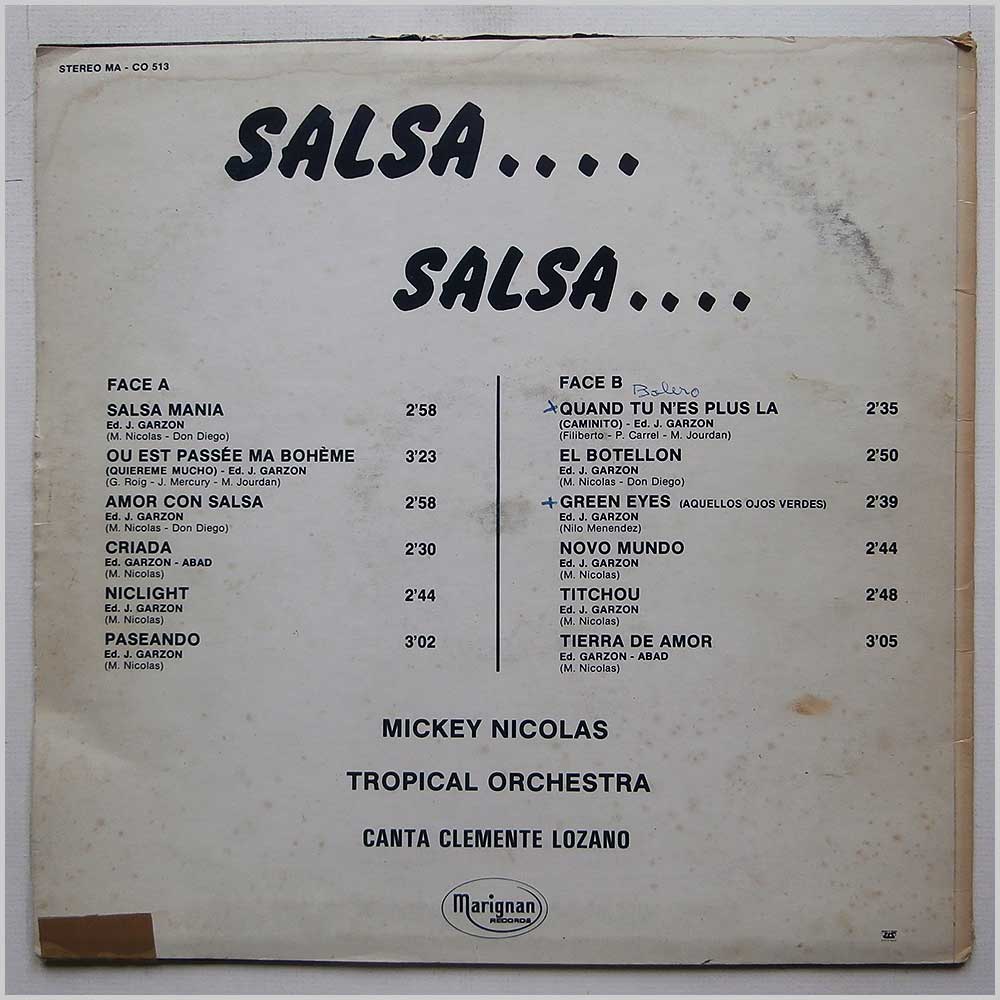 STEREO MA - CO 513
SALSA....
SALSA....
FACE A
SALSA MANIA 2'58
Ed. J. GARZON
(M. Nicolas - Don Diego)
OU EST PASSÉE MA BOHÈME 3'23
(QUIEREME MUCHO) - Ed. J. GARZON
(G. Roig - J. Mercury - M. Jourdan)
AMOR CON SALSA 2'58
Ed. J. GARZON
(M. Nicolas - Don Diego)
CRIADA 2'30
Ed. GARZON - ABAD
(M. Nicolas)
NICLIGHT 2'44
Ed. J. GARZON
(M. Nicolas)
PASEANDO 3'02
Ed. J. GARZON
(M. Nicolas)
FACE B
Bolero
QUAND TU N'ES PLUS LA 2'35
(CAMINITO) - Ed. J. GARZON
(Filiberto - P. Carrel - M. Jourdan)
EL BOTELLON 2'50
Ed. J. GARZON
(M. Nicolas - Don Diego)
GREEN EYES (AQUELLOS OJOS VERDES) 2'39
Ed. J. GARZON
(Nilo Menendez)
NOVO MUNDO 2'44
Ed. J. GARZON
(M. Nicolas)
TITCHOU 2'48
Ed. J. GARZON
(M. Nicolas)
TIERRA DE AMOR 3'05
Ed. GARZON - ABAD
(M. Nicolas)
MICKEY NICOLAS
TROPICAL ORCHESTRA
CANTA CLEMENTE LOZANO
Marignan
RECORDS